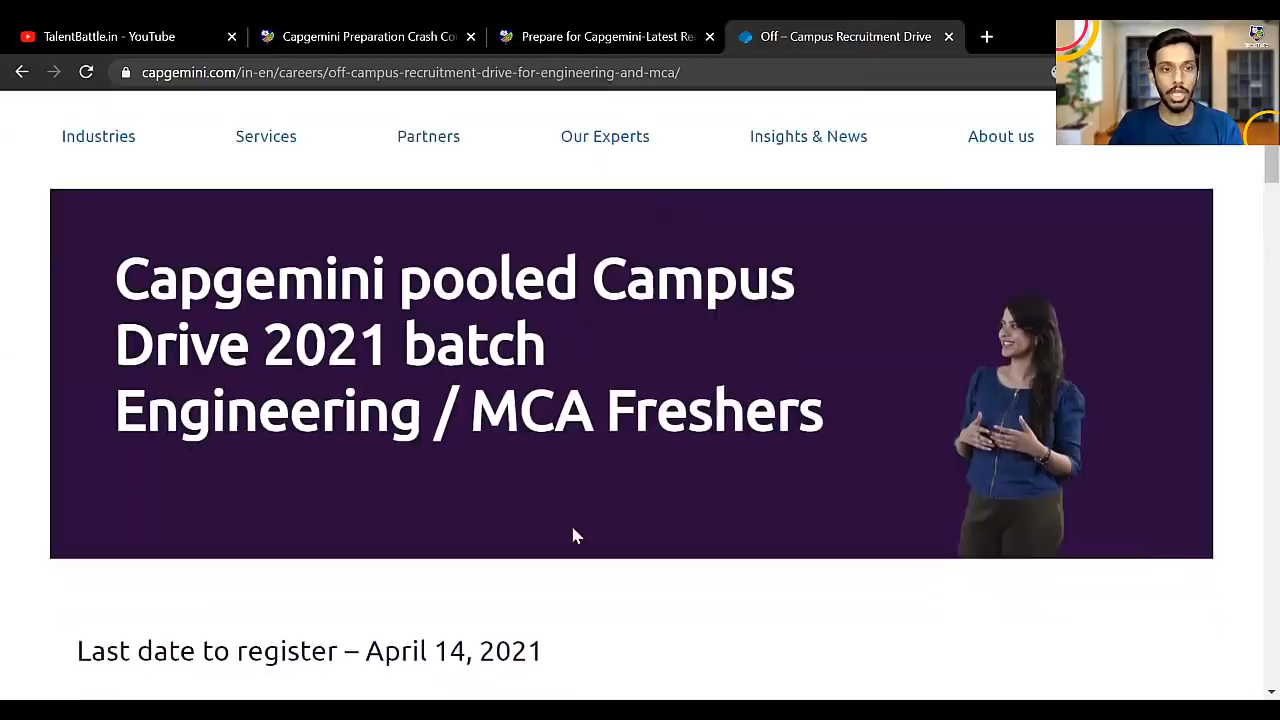 TalentBattle.in - YouTube
Capgemini Preparation Crash Co
Prepare for Capgemini-Latest Re
Off – Campus Recruitment Drive
capgemini.com/in-en/careers/off-campus-recruitment-drive-for-engineering-and-mca/
Industries
Services
Partners
Our Experts
Insights & News
About us
Capgemini pooled Campus
Drive 2021 batch
Engineering / MCA Freshers
Last date to register – April 14, 2021